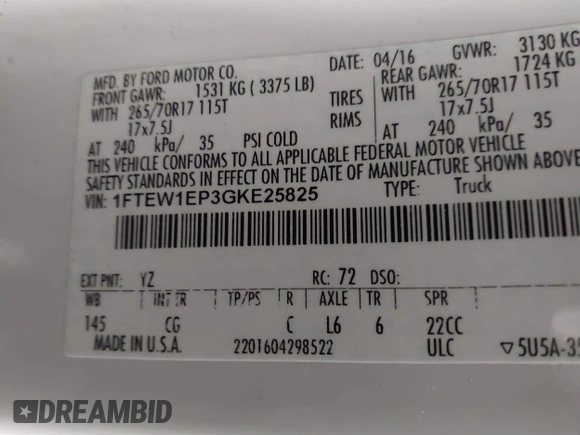 MFD. BY FORD MOTOR CO. DATE: 04/16 GVWR: 3130 KG
FRONT GAWR: 1531 KG ( 3375 LB) REAR GAWR: 1724 KG
WITH 265/70R17 115T TIRES WITH 265/70R17 115T
17x7.5J RIMS 17x7.5J
AT 240 kPa/ 35 PSI COLD AT 240 kPa/ 35
THIS VEHICLE CONFORMS TO ALL APPLICABLE FEDERAL MOTOR VEHICLE
SAFETY STANDARDS IN EFFECT ON THE DATE OF MANUFACTURE SHOWN ABOVE
VIN: 1FTEW1EP3GKE25825 TYPE: Truck
EXT PNT: YZ RC: 72 DSO:
WB INT TR TP/PS R AXLE TR SPR
145 CG C L6 6 22CC
MADE IN U.S.A. 2201604298522 ULC ▽5U5A-35
DREAMBID